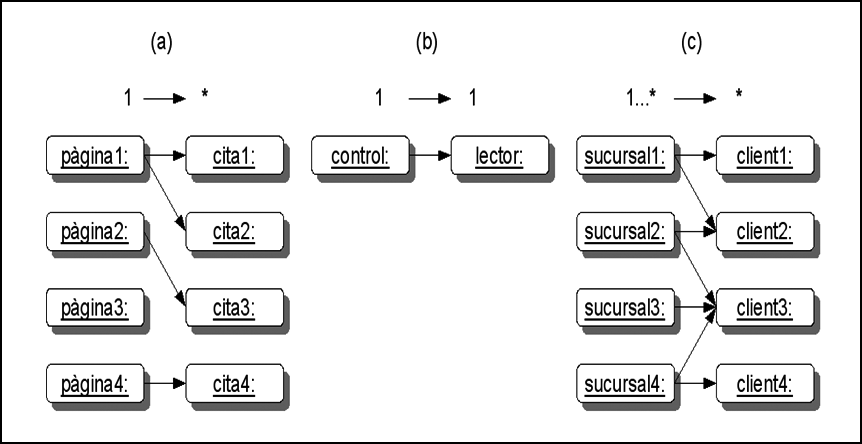 (a) (b) (c)
1 * 1 1 1...* *
pàgina1: cita1: control: lector: sucursal1: client1:
pàgina2: cita2: sucursal2: client2:
pàgina3: cita3: sucursal3: client3:
pàgina4: cita4: sucursal4: client4: